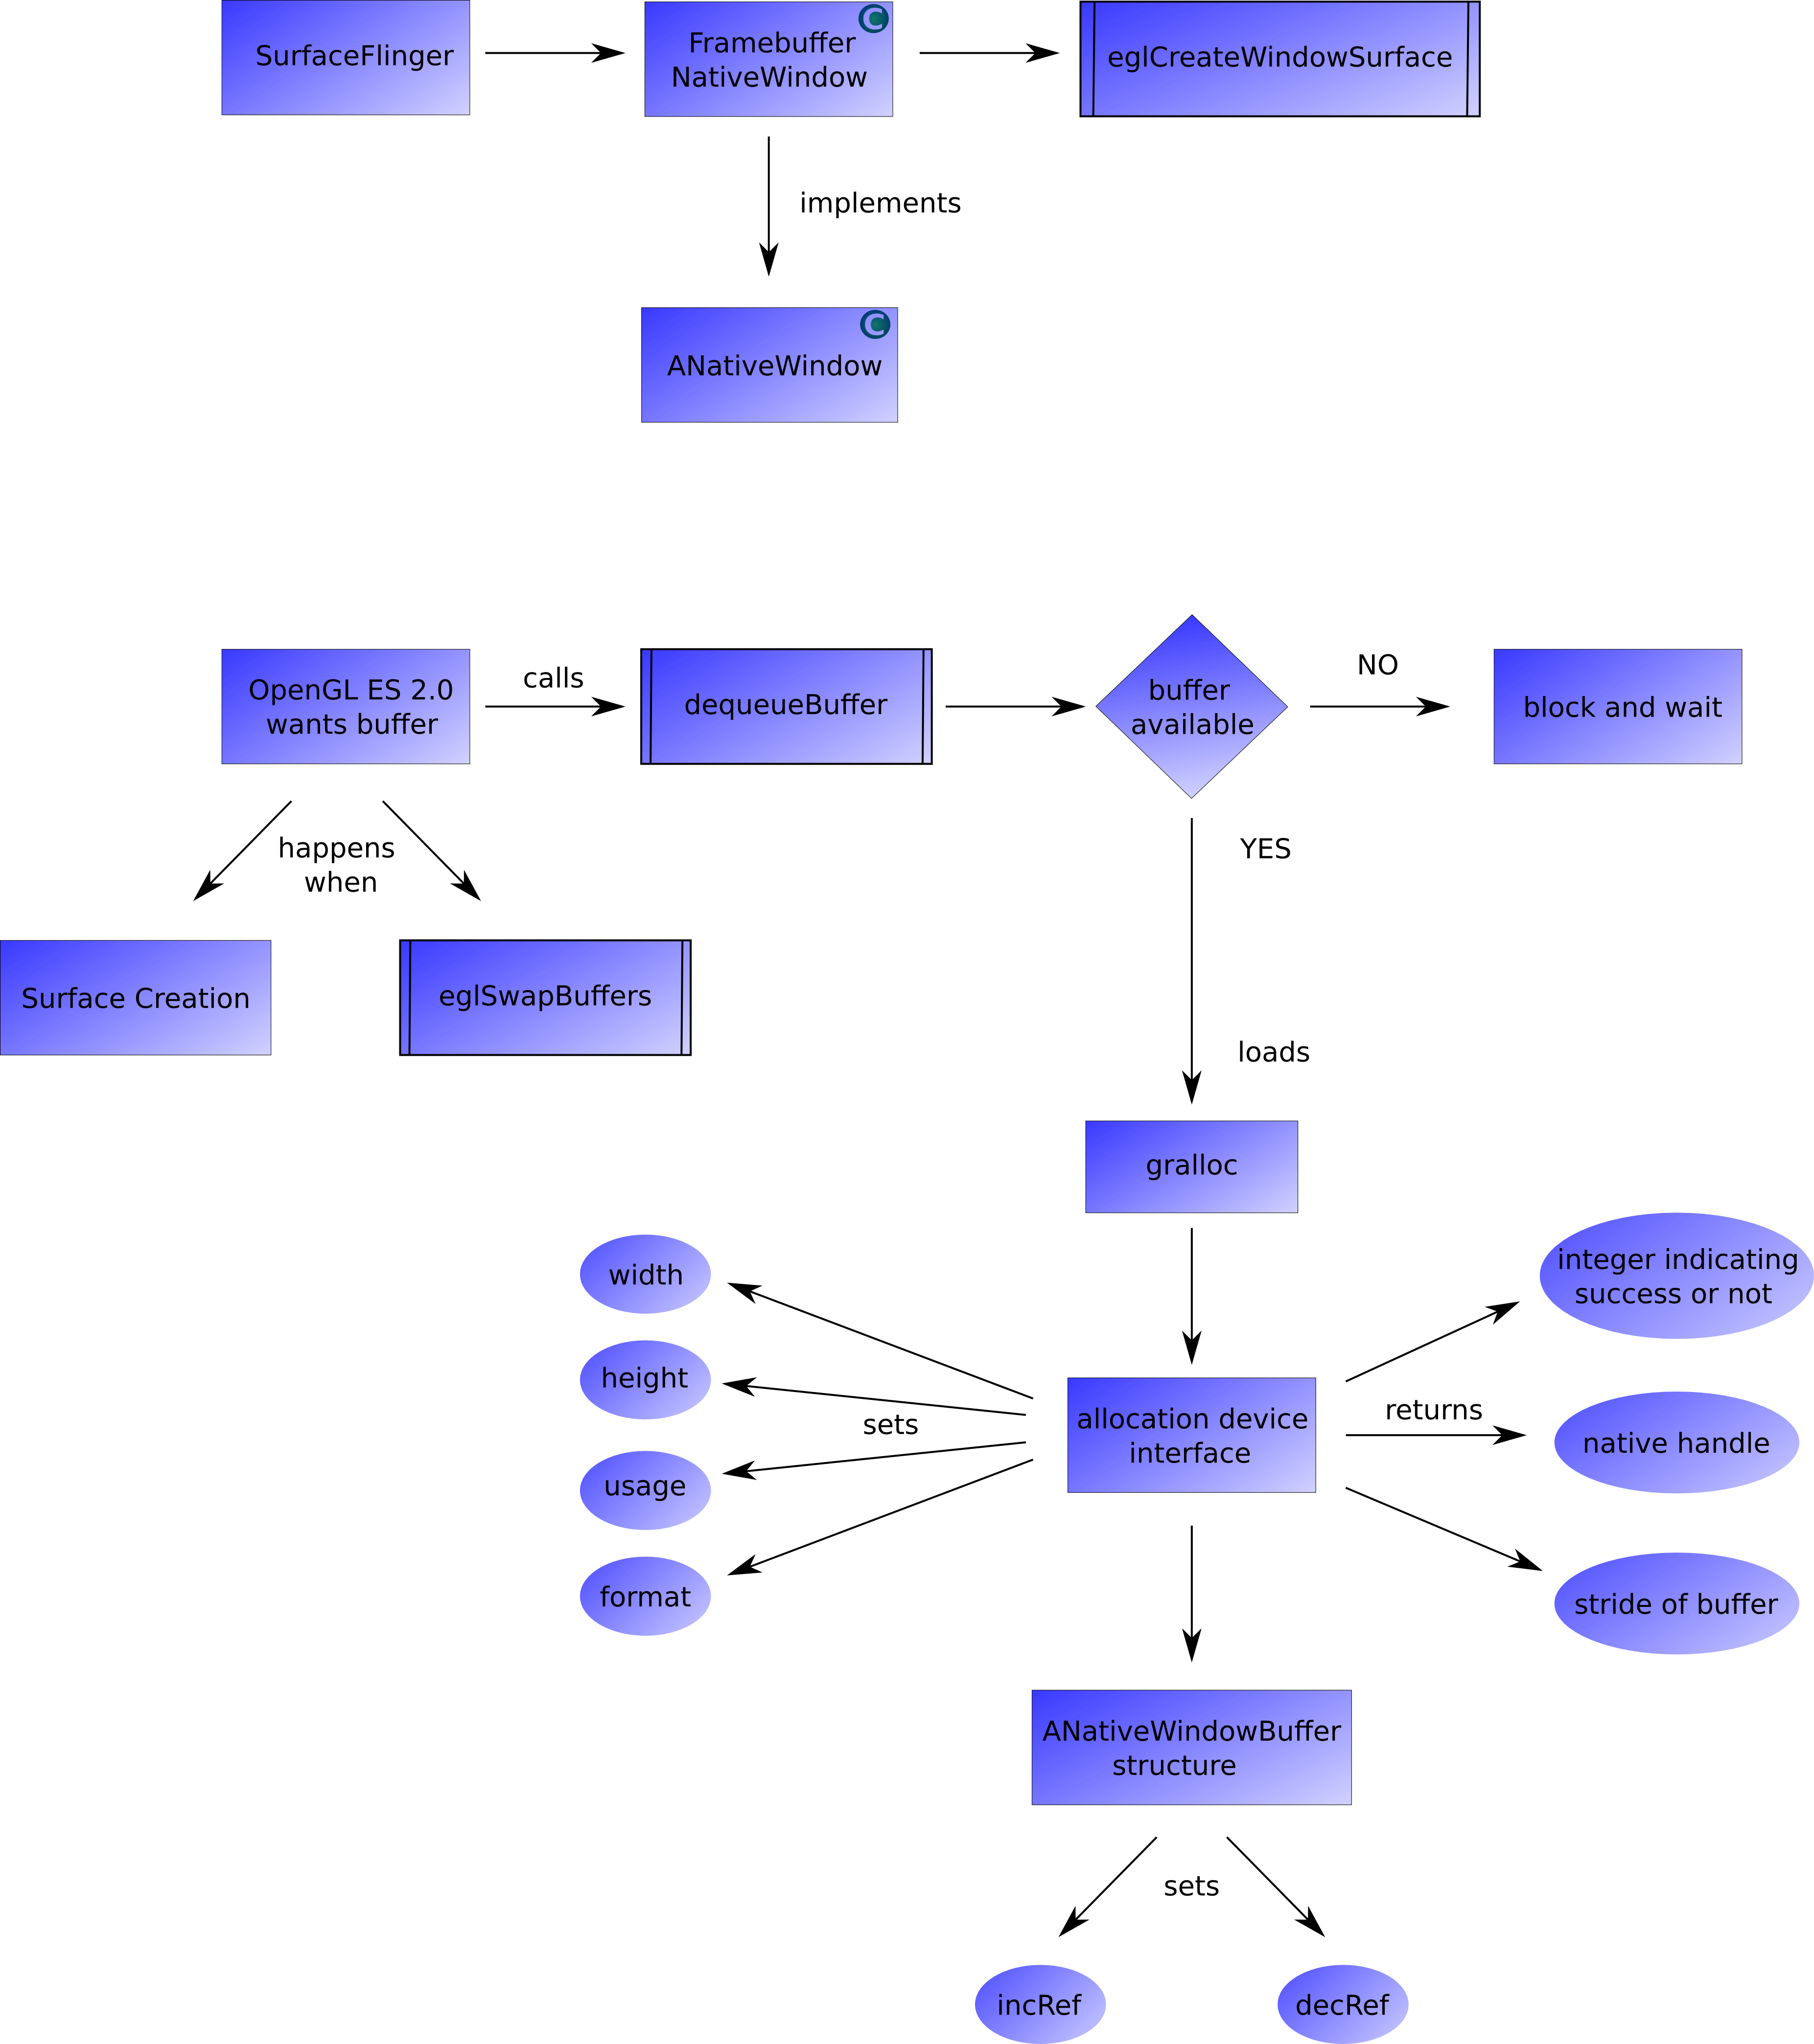 SurfaceFlinger
Framebuffer
NativeWindow
C
eglCreateWindowSurface
implements
C
ANativeWindow
OpenGL ES 2.0
wants buffer
calls
dequeueBuffer
buffer
available
NO
block and wait
happens
when
YES
Surface Creation
eglSwapBuffers
loads
gralloc
width
height
usage
format
sets
allocation device
interface
returns
integer indicating
success or not
native handle
stride of buffer
ANativeWindowBuffer
structure
sets
incRef
decRef